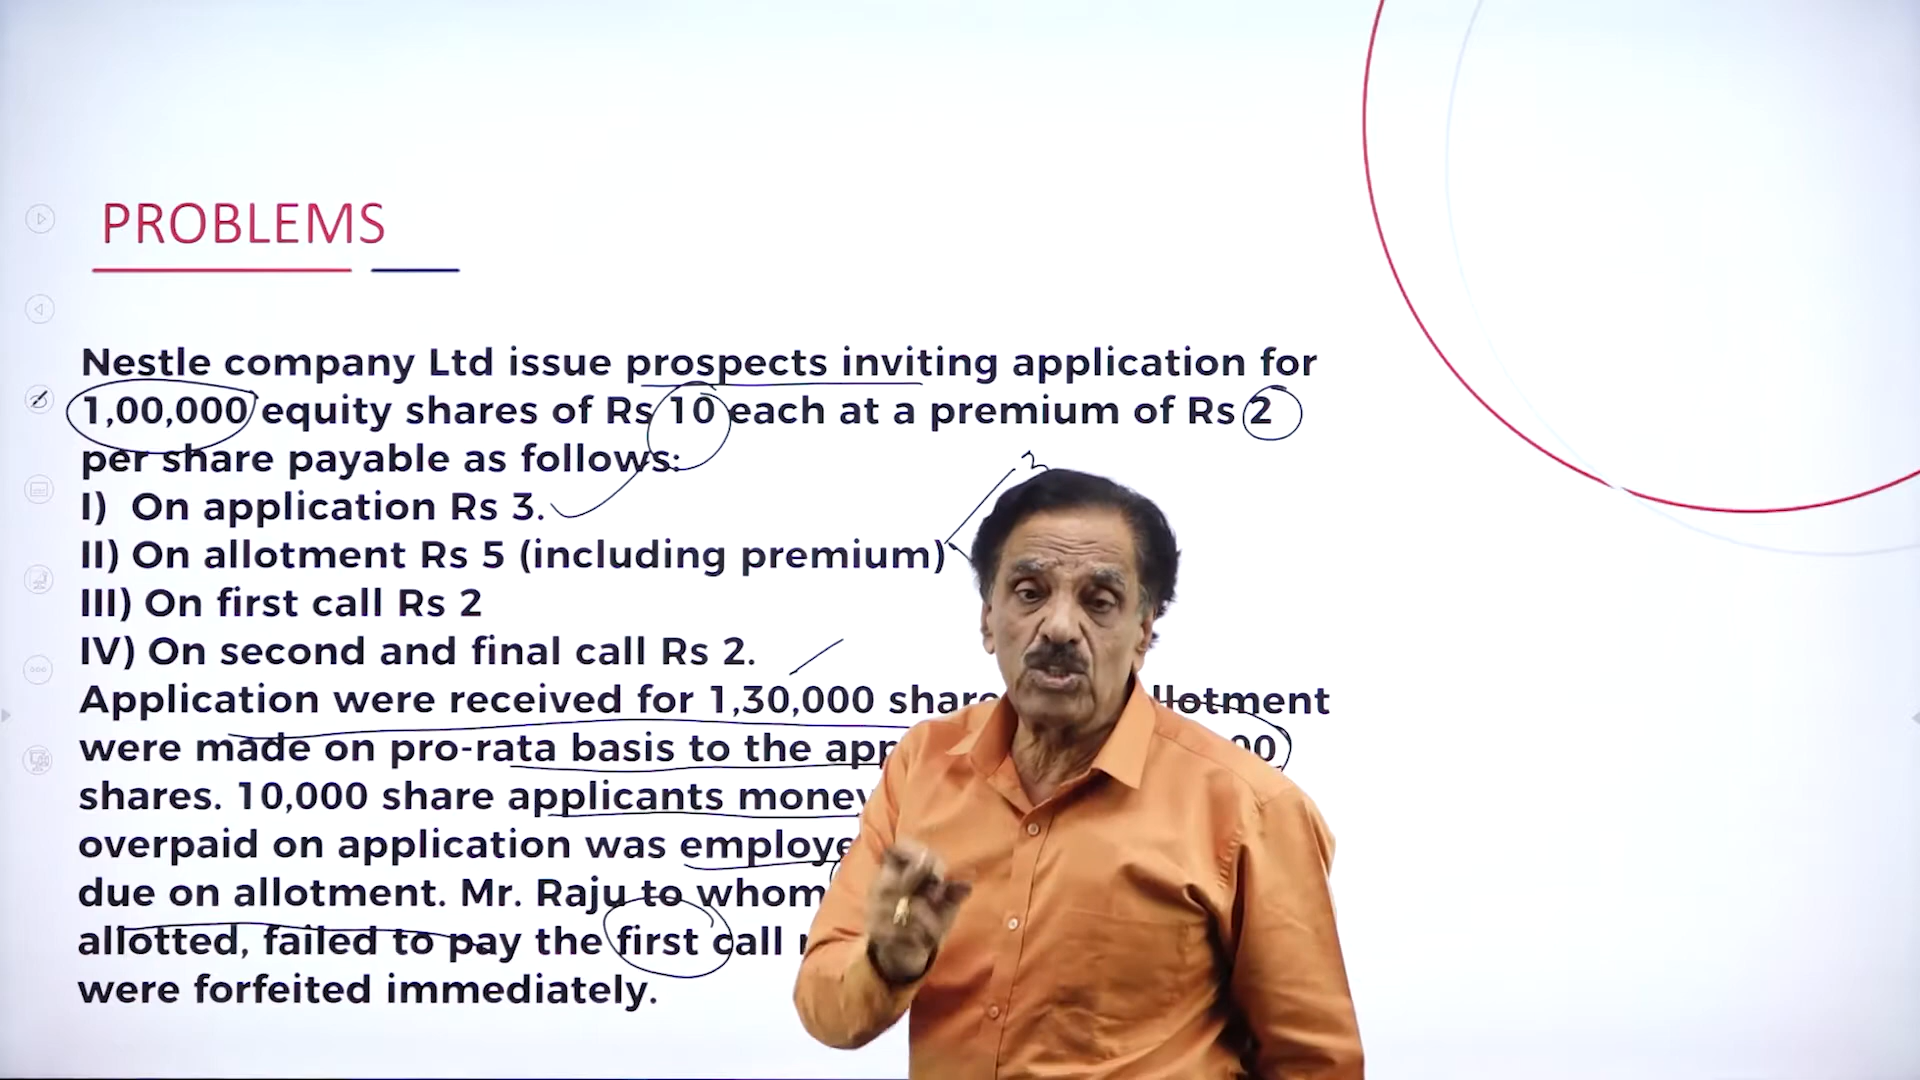 PROBLEMS
Nestle company Ltd issue prospects inviting application for
1,00,000 equity shares of Rs 10 each at a premium of Rs 2
per share payable as follows:
3
I) On application Rs 3.
II) On allotment Rs 5 (including premium)
III) On first call Rs 2
IV) On second and final call Rs 2.
Application were received for 1,30,000
were made on pro-rata basis to the
shares. 10,000 share applicants money
overpaid on application was
due on allotment. Mr. Raju to whom
allotted, failed to pay the first call
were forfeited immediately.